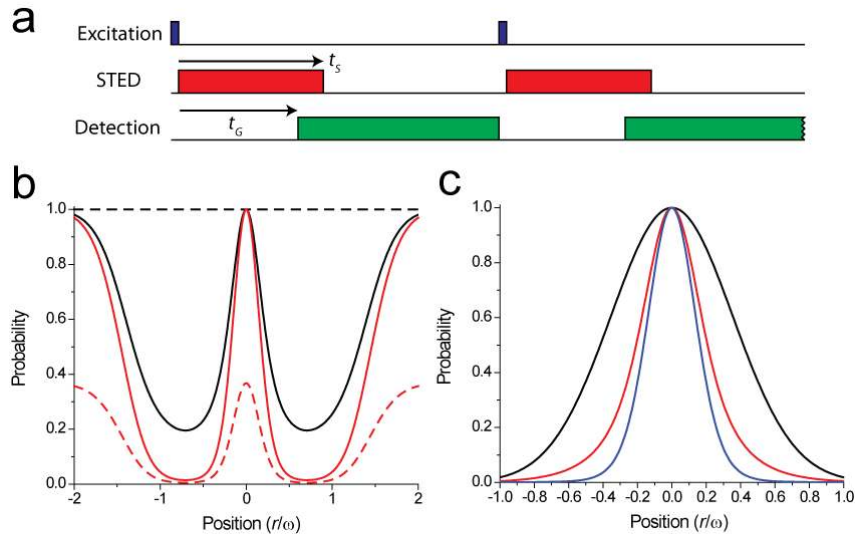 a
Excitation
STED
Detection
t_S
t_G
b
c
1.0
0.8
0.6
0.4
0.2
0.0
Probability
-2
-1
0
1
2
Position (r/ω)
1.0
0.8
0.6
0.4
0.2
0.0
Probability
-1.0 -0.8 -0.6 -0.4 -0.2 0.0 0.2 0.4 0.6 0.8 1.0
Position (r/ω)